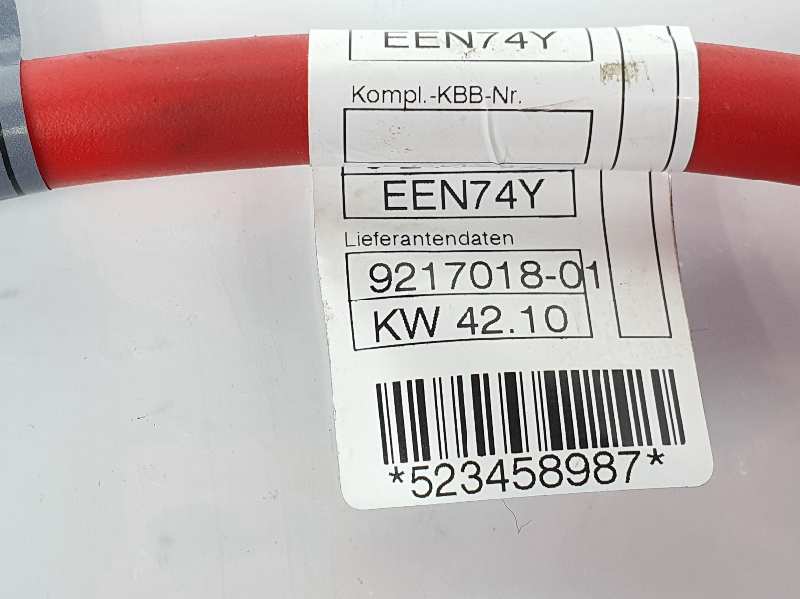 EEN74Y
Kompl.-KBB-Nr.
EEN74Y
Lieferantendaten
9217018-01
KW 42.10
*523458987*